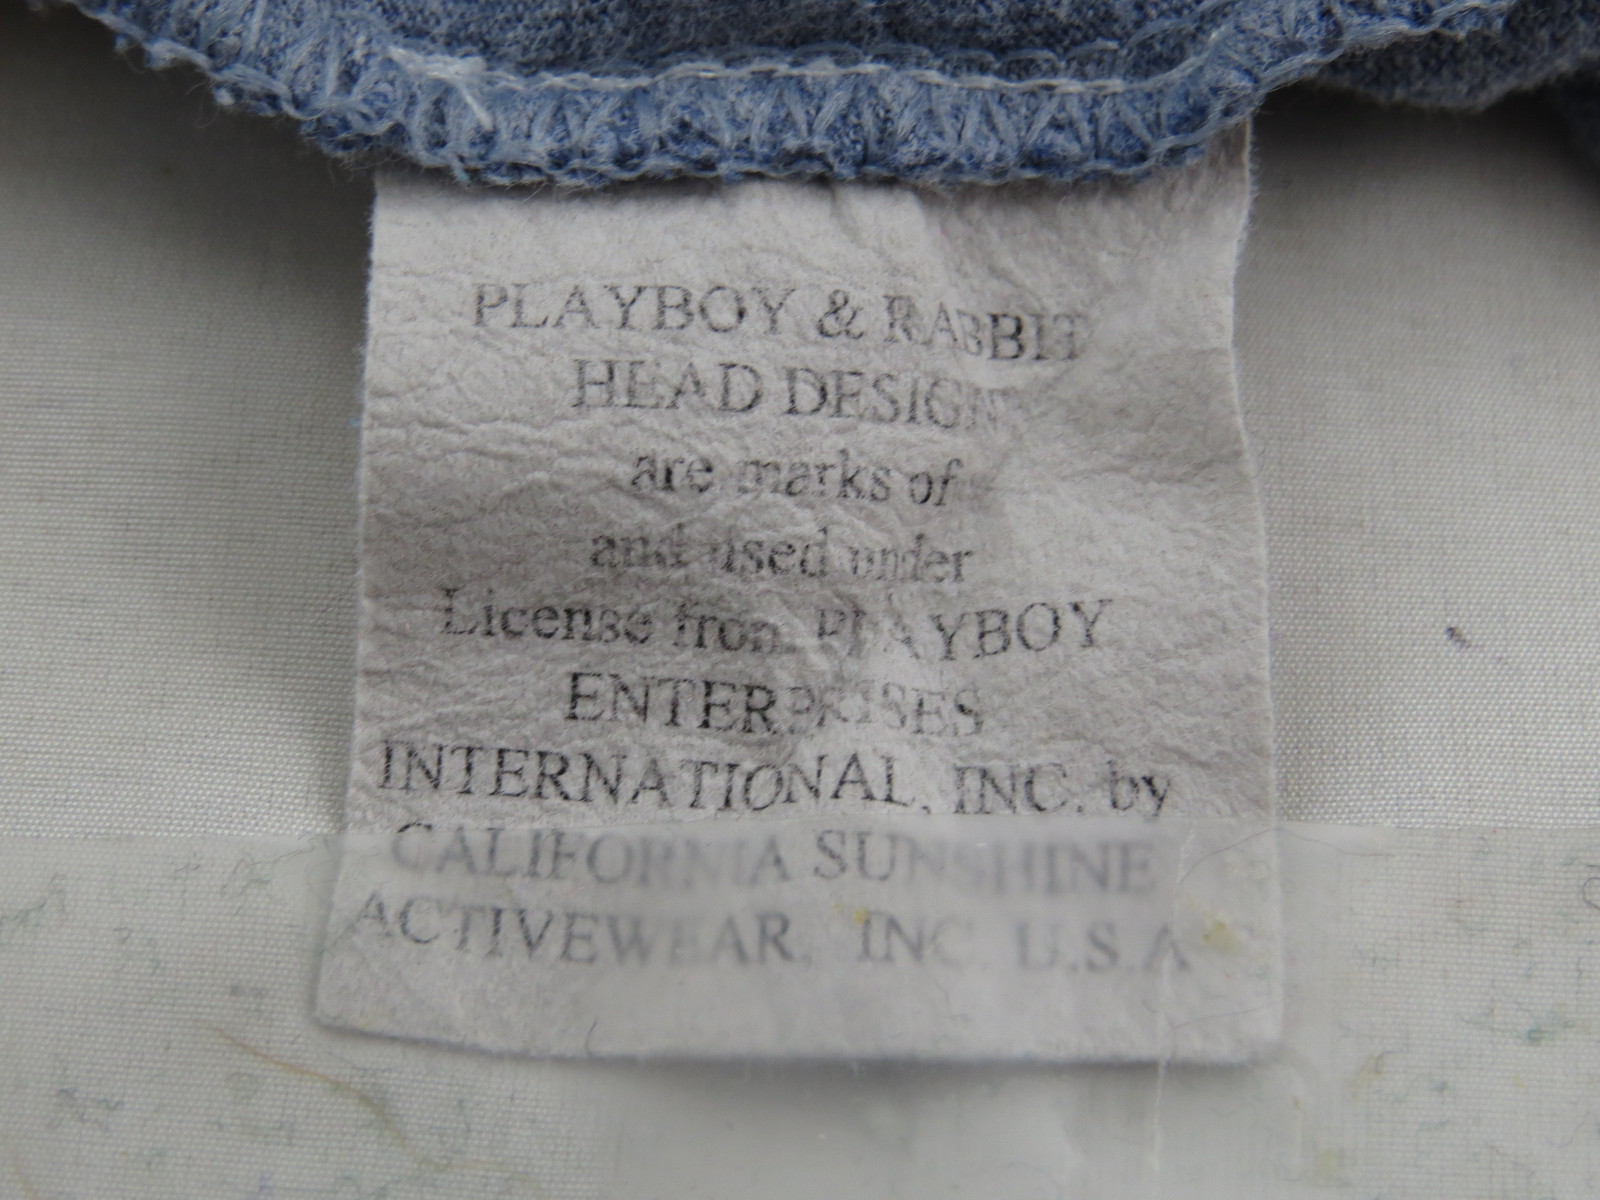 PLAYBOY & RABBIT
HEAD DESIGN
are marks of
and used under
License from PLAYBOY
ENTERPRISES
INTERNATIONAL, INC. by
CALIFORNIA SUNSHINE
ACTIVEWEAR, INC. U.S.A